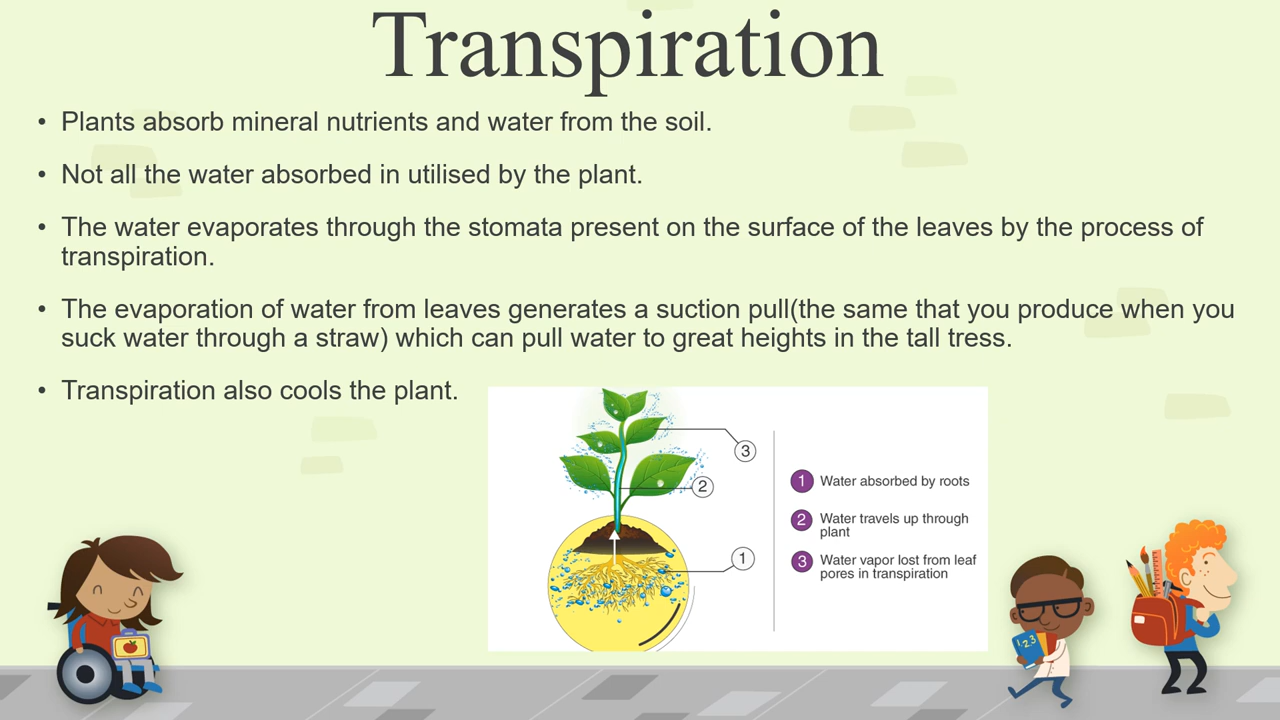 Transpiration
• Plants absorb mineral nutrients and water from the soil.
• Not all the water absorbed in utilised by the plant.
• The water evaporates through the stomata present on the surface of the leaves by the process of
transpiration.
• The evaporation of water from leaves generates a suction pull(the same that you produce when you
suck water through a straw) which can pull water to great heights in the tall tress.
• Transpiration also cools the plant.
3
2
1
1 Water absorbed by roots
2 Water travels up through
plant
3 Water vapor lost from leaf
pores in transpiration
1 2 3